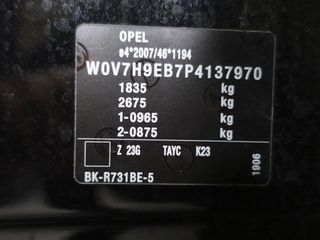 OPEL
e4*2007/46*1194
W0V7H9EB7P4137970
1835 kg
2675 kg
1-0965 kg
2-0875 kg
Z 23G TAYC K23
BK-R731BE-5
1906